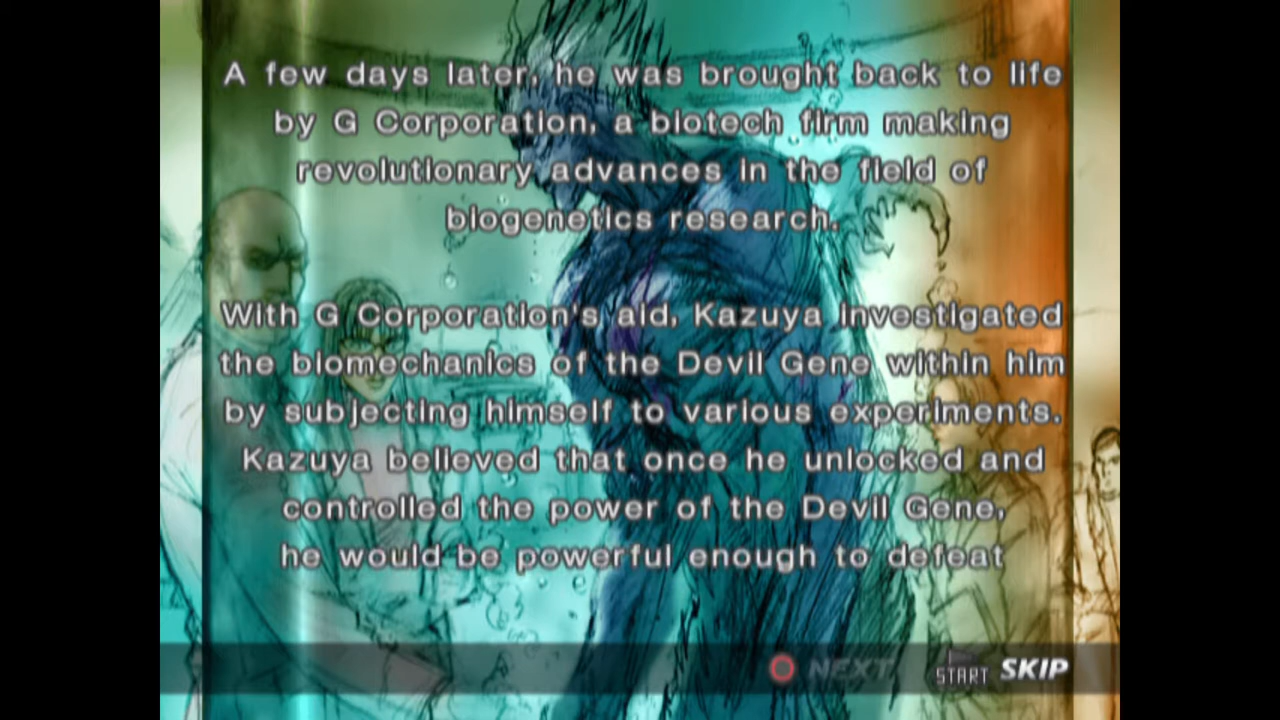 A few days later, he was brought back to life
by G Corporation, a biotech firm making
revolutionary advances in the field of
biogenetics research.
With G Corporation's aid, Kazuya investigated
the biomechanics of the Devil Gene within him
by subjecting himself to various experiments.
Kazuya believed that once he unlocked and
controlled the power of the Devil Gene,
he would be powerful enough to defeat
NEXT START SKIP